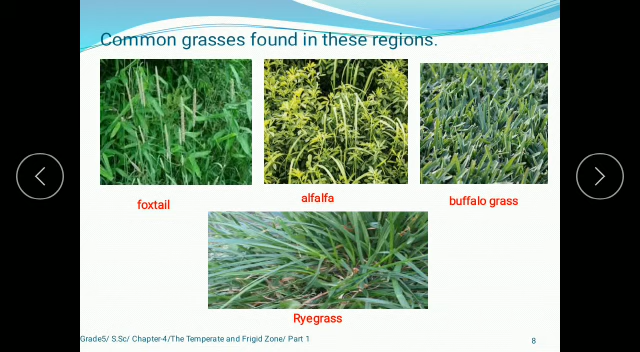 Common grasses found in these regions.
foxtail
alfalfa
buffalo grass
Ryegrass
Grade5/ S.Sc/ Chapter-4/The Temperate and Frigid Zone/ Part 1
8